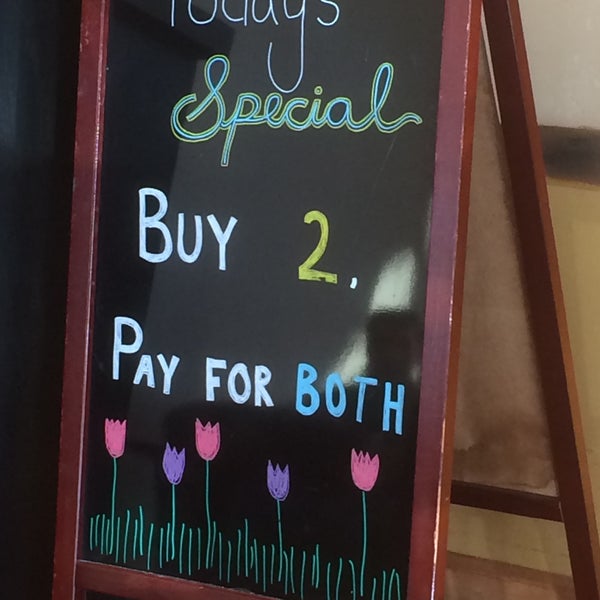 Todays
Special
BUY 2,
PAY FOR BOTH